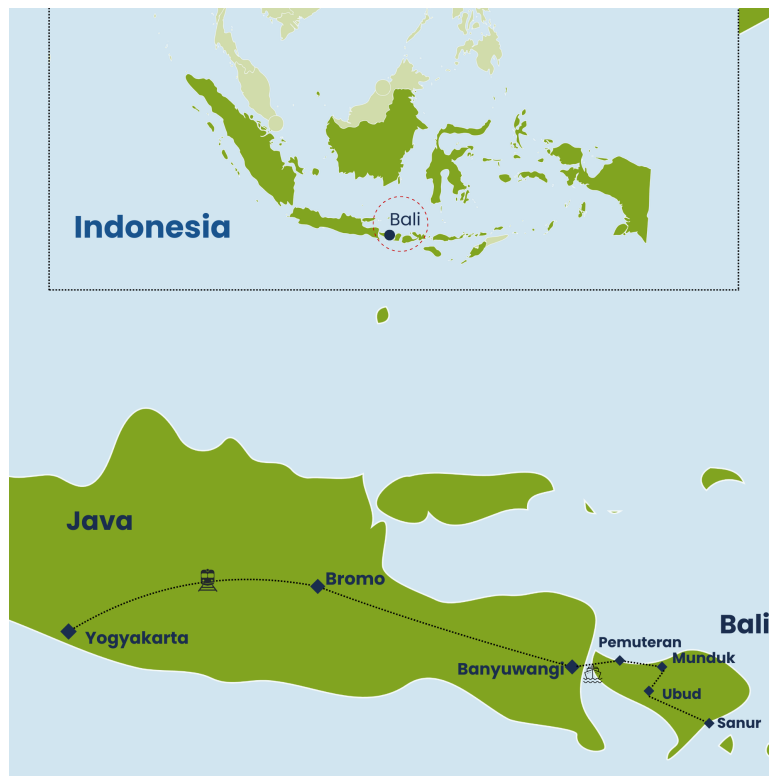 Bali
Indonesia
Java
Bromo
Yogyakarta
Bali
Pemuteran
Munduk
Banyuwangi
Ubud
Sanur